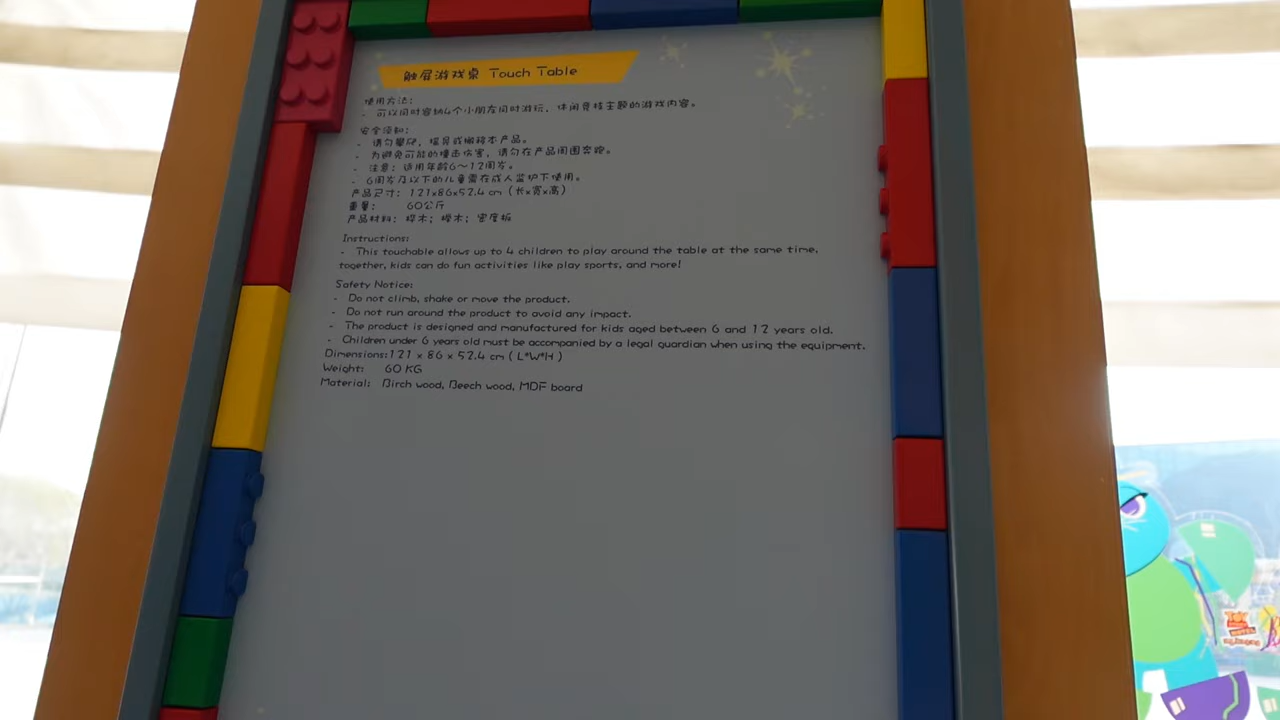 触屏游戏桌 Touch Table
使用方法：
- 可以同时容纳4个小朋友同时游玩，休闲竞技主题的游戏内容。
安全须知：
- 请勿攀爬，摇晃或搬移本产品。
- 为避免可能的撞击伤害，请勿在产品周围奔跑。
- 注意：适用年龄6~12周岁。
- 6周岁及以下的儿童需在成人监护下使用。
产品尺寸：121x86x52.4 cm（长x宽x高）
重量： 60公斤
产品材料：桦木；榉木；密度板
Instructions:
- This touchable allows up to 4 children to play around the table at the same time,
together, kids can do fun activities like play sports, and more!
Safety Notice:
- Do not climb, shake or move the product.
- Do not run around the product to avoid any impact.
- The product is designed and manufactured for kids aged between 6 and 12 years old.
- Children under 6 years old must be accompanied by a legal guardian when using the equipment.
Dimensions:121 x 86 x 52.4 cm ( L*W*H )
Weight: 60 KG
Material: Birch wood, Beech wood, MDF board
TOY
HOTEL